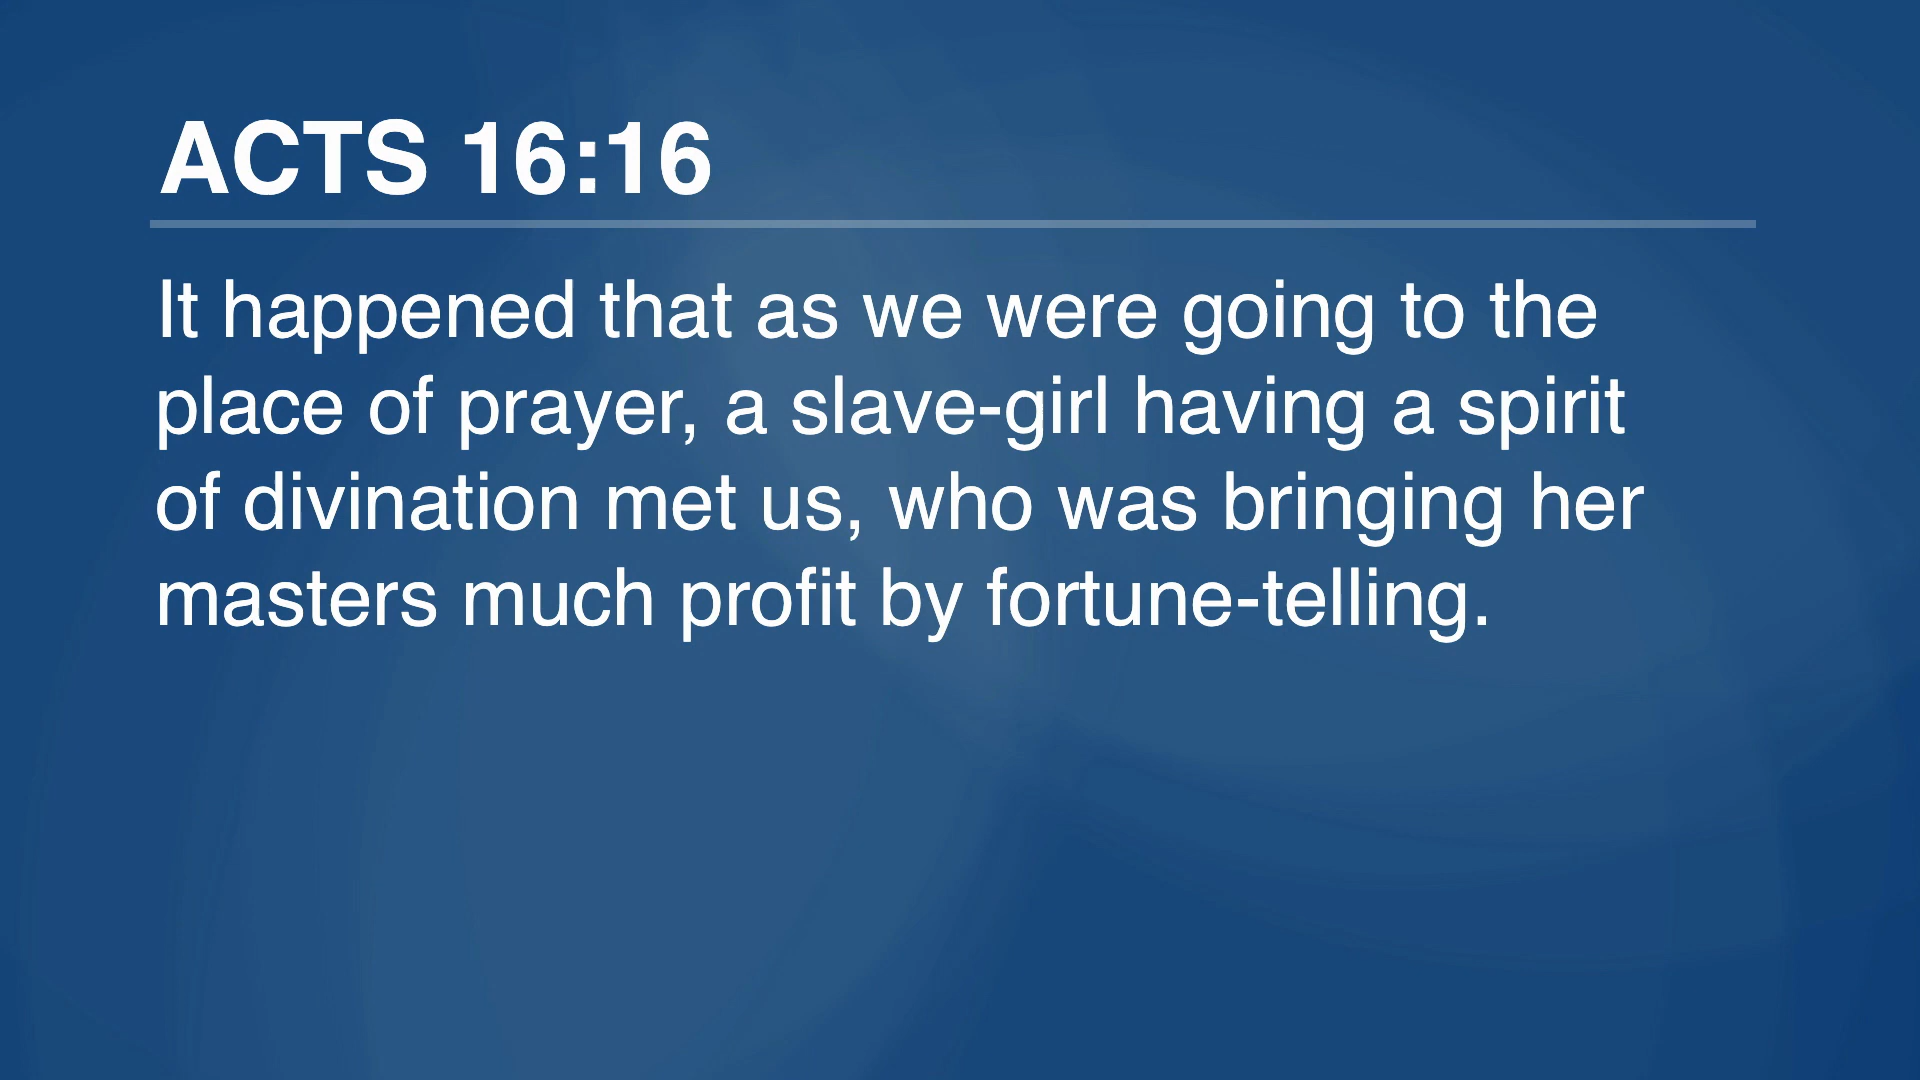 ACTS 16:16
It happened that as we were going to the
place of prayer, a slave-girl having a spirit
of divination met us, who was bringing her
masters much profit by fortune-telling.